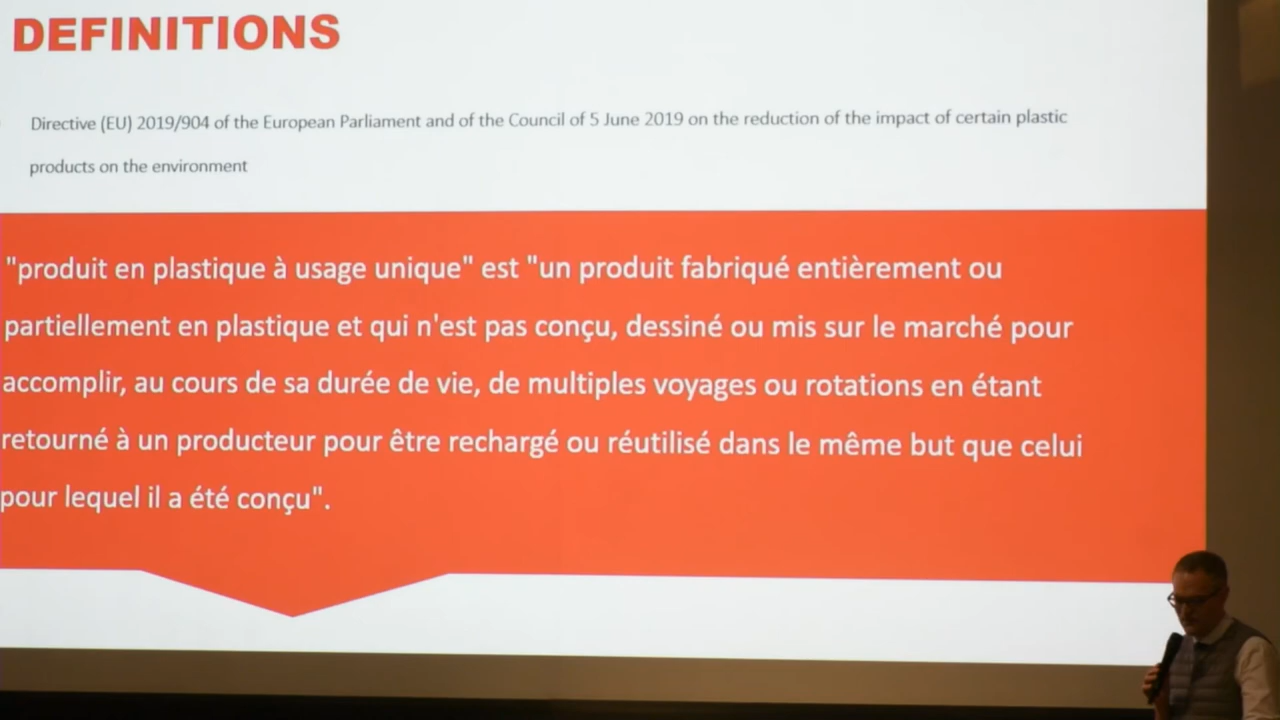 DEFINITIONS
Directive (EU) 2019/904 of the European Parliament and of the Council of 5 June 2019 on the reduction of the impact of certain plastic
products on the environment
"produit en plastique à usage unique" est "un produit fabriqué entièrement ou
partiellement en plastique et qui n'est pas conçu, dessiné ou mis sur le marché pour
accomplir, au cours de sa durée de vie, de multiples voyages ou rotations en étant
retourné à un producteur pour être rechargé ou réutilisé dans le même but que celui
pour lequel il a été conçu".